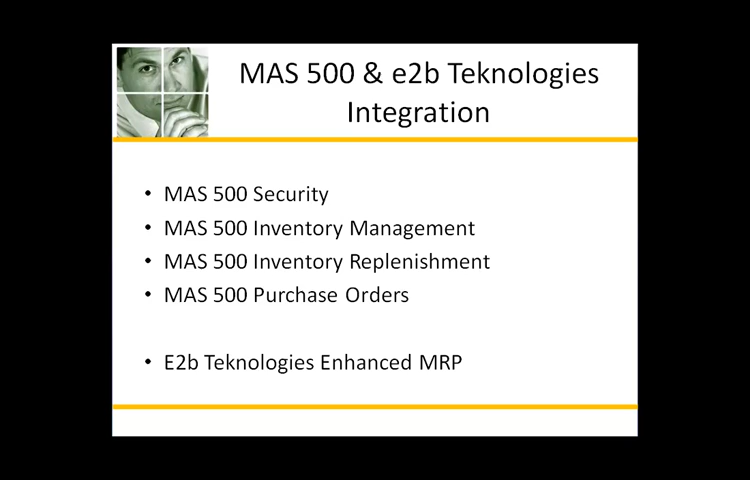 MAS 500 & e2b Teknologies
Integration
• MAS 500 Security
• MAS 500 Inventory Management
• MAS 500 Inventory Replenishment
• MAS 500 Purchase Orders
• E2b Teknologies Enhanced MRP